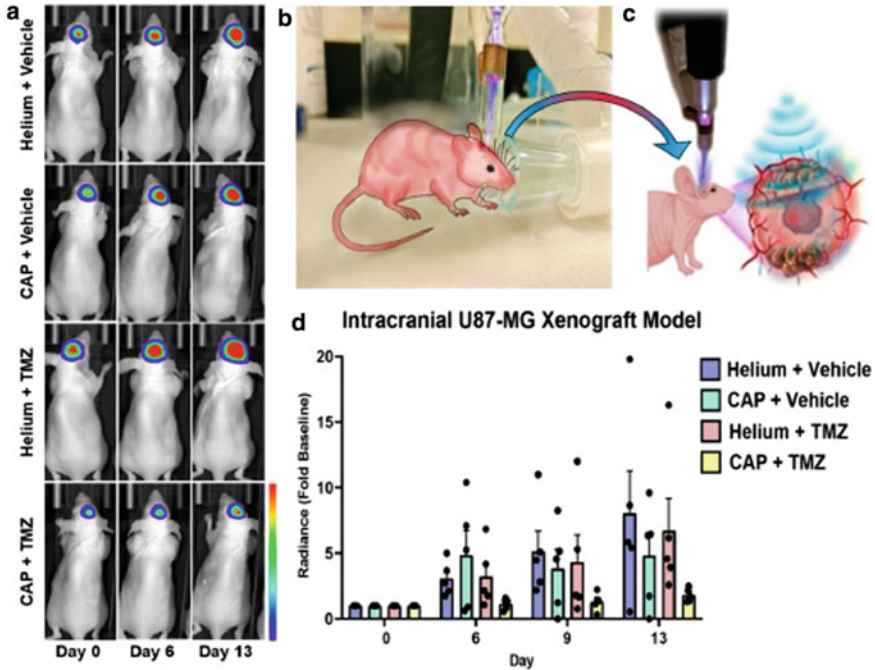 a
Helium + Vehicle
CAP + Vehicle
Helium + TMZ
CAP + TMZ
Day 0
Day 6
Day 13
b
c
d
Intracranial U87-MG Xenograft Model
Radiance (Fold Baseline)
20
15
10
5
0
0
6
9
13
Day
Helium + Vehicle
CAP + Vehicle
Helium + TMZ
CAP + TMZ